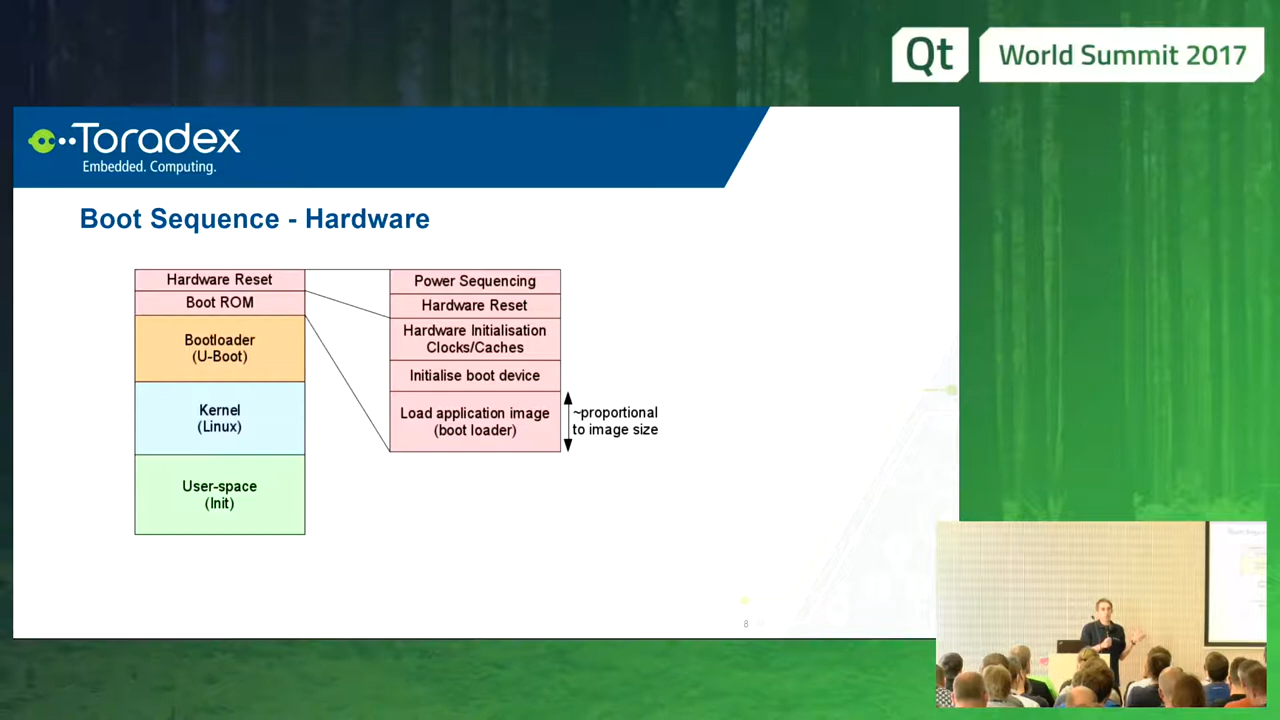 Qt
World Summit 2017
Toradex
Embedded. Computing.
Boot Sequence - Hardware
Hardware Reset
Boot ROM
Bootloader
(U-Boot)
Kernel
(Linux)
User-space
(Init)
Power Sequencing
Hardware Reset
Hardware Initialisation
Clocks/Caches
Initialise boot device
Load application image
(boot loader)
~proportional
to image size
8